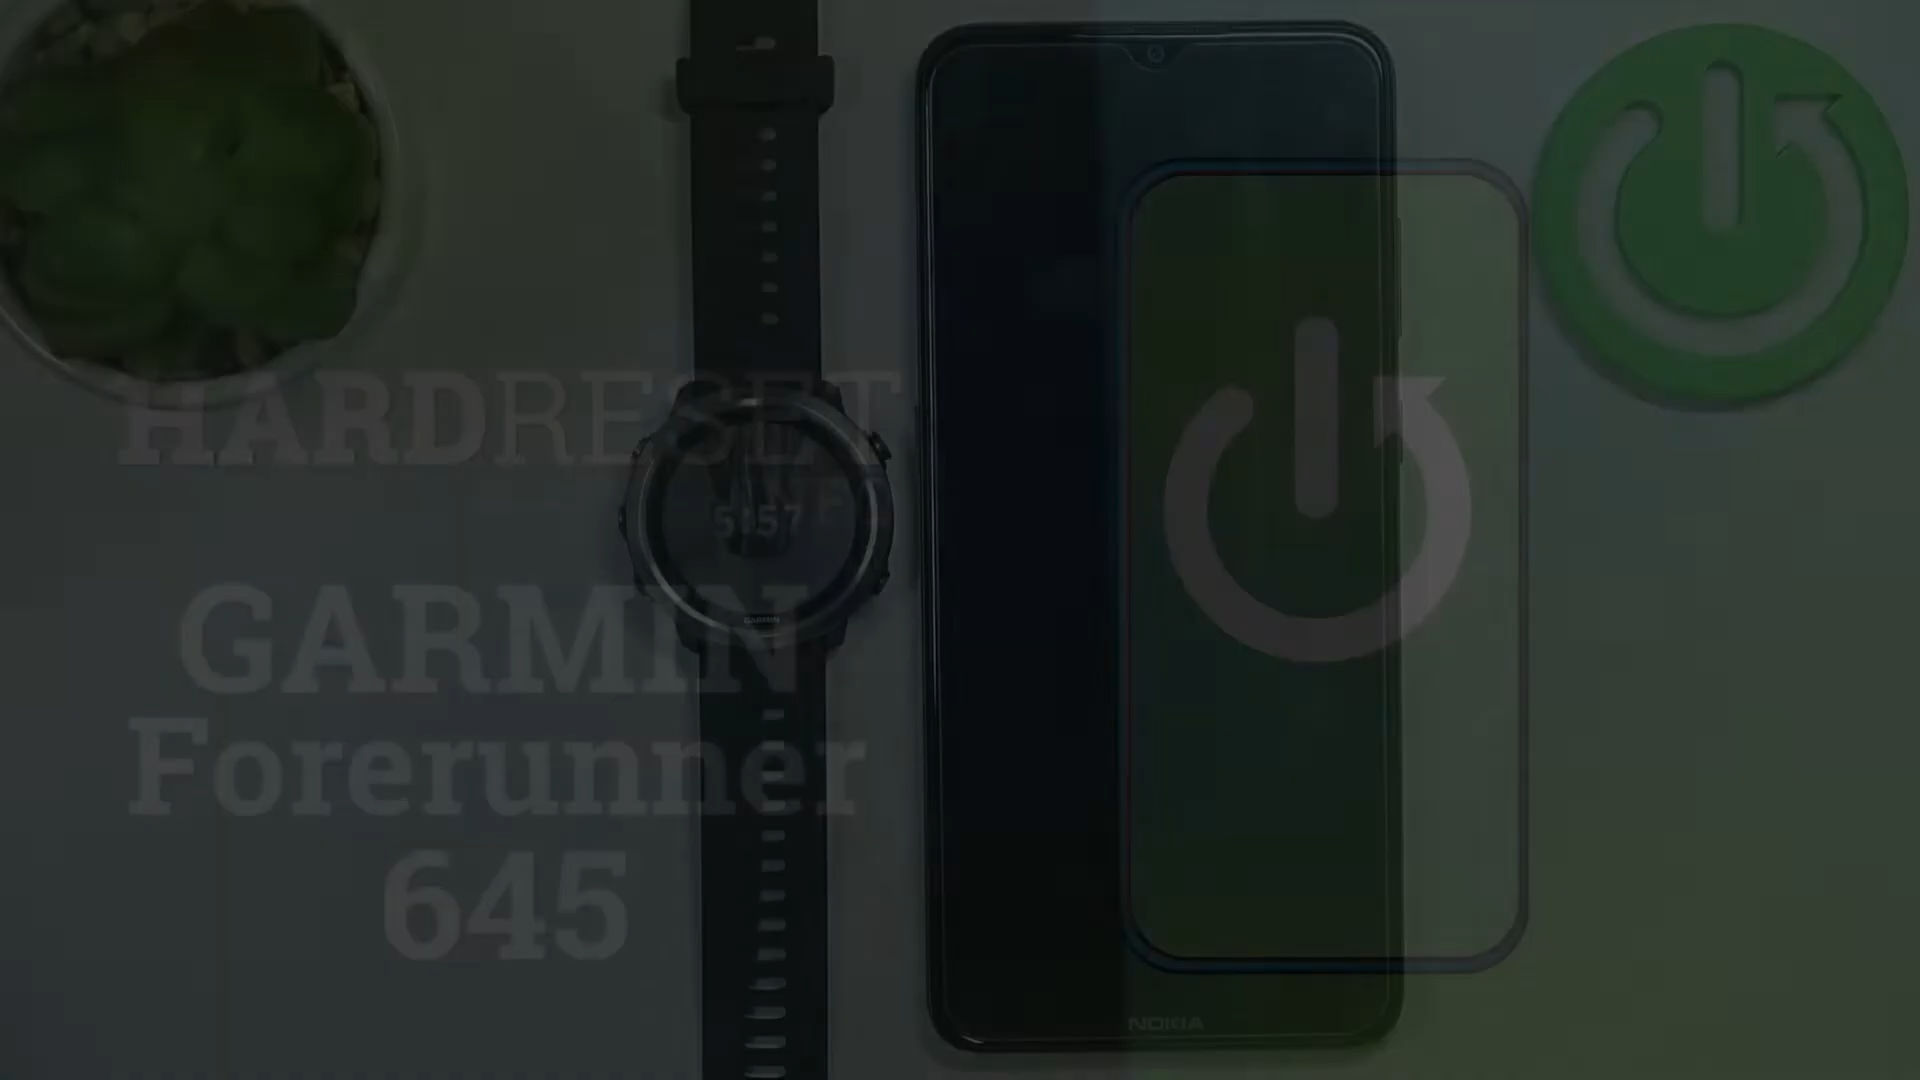 HARDRESET
5:57
GARMIN
GARMIN
Forerunner
645
NOKIA